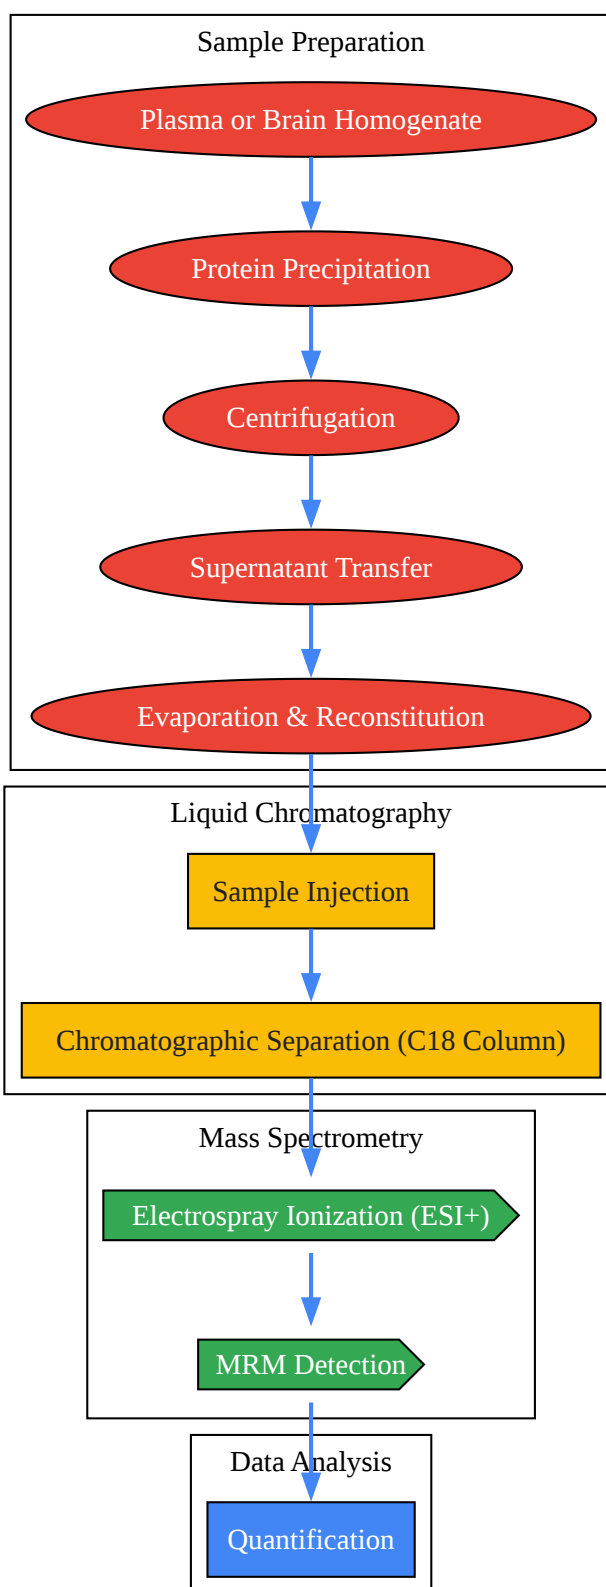 Sample Preparation
Plasma or Brain Homogenate
Protein Precipitation
Centrifugation
Supernatant Transfer
Evaporation & Reconstitution
Liquid Chromatography
Sample Injection
Chromatographic Separation (C18 Column)
Mass Spectrometry
Electrospray Ionization (ESI+)
MRM Detection
Data Analysis
Quantification